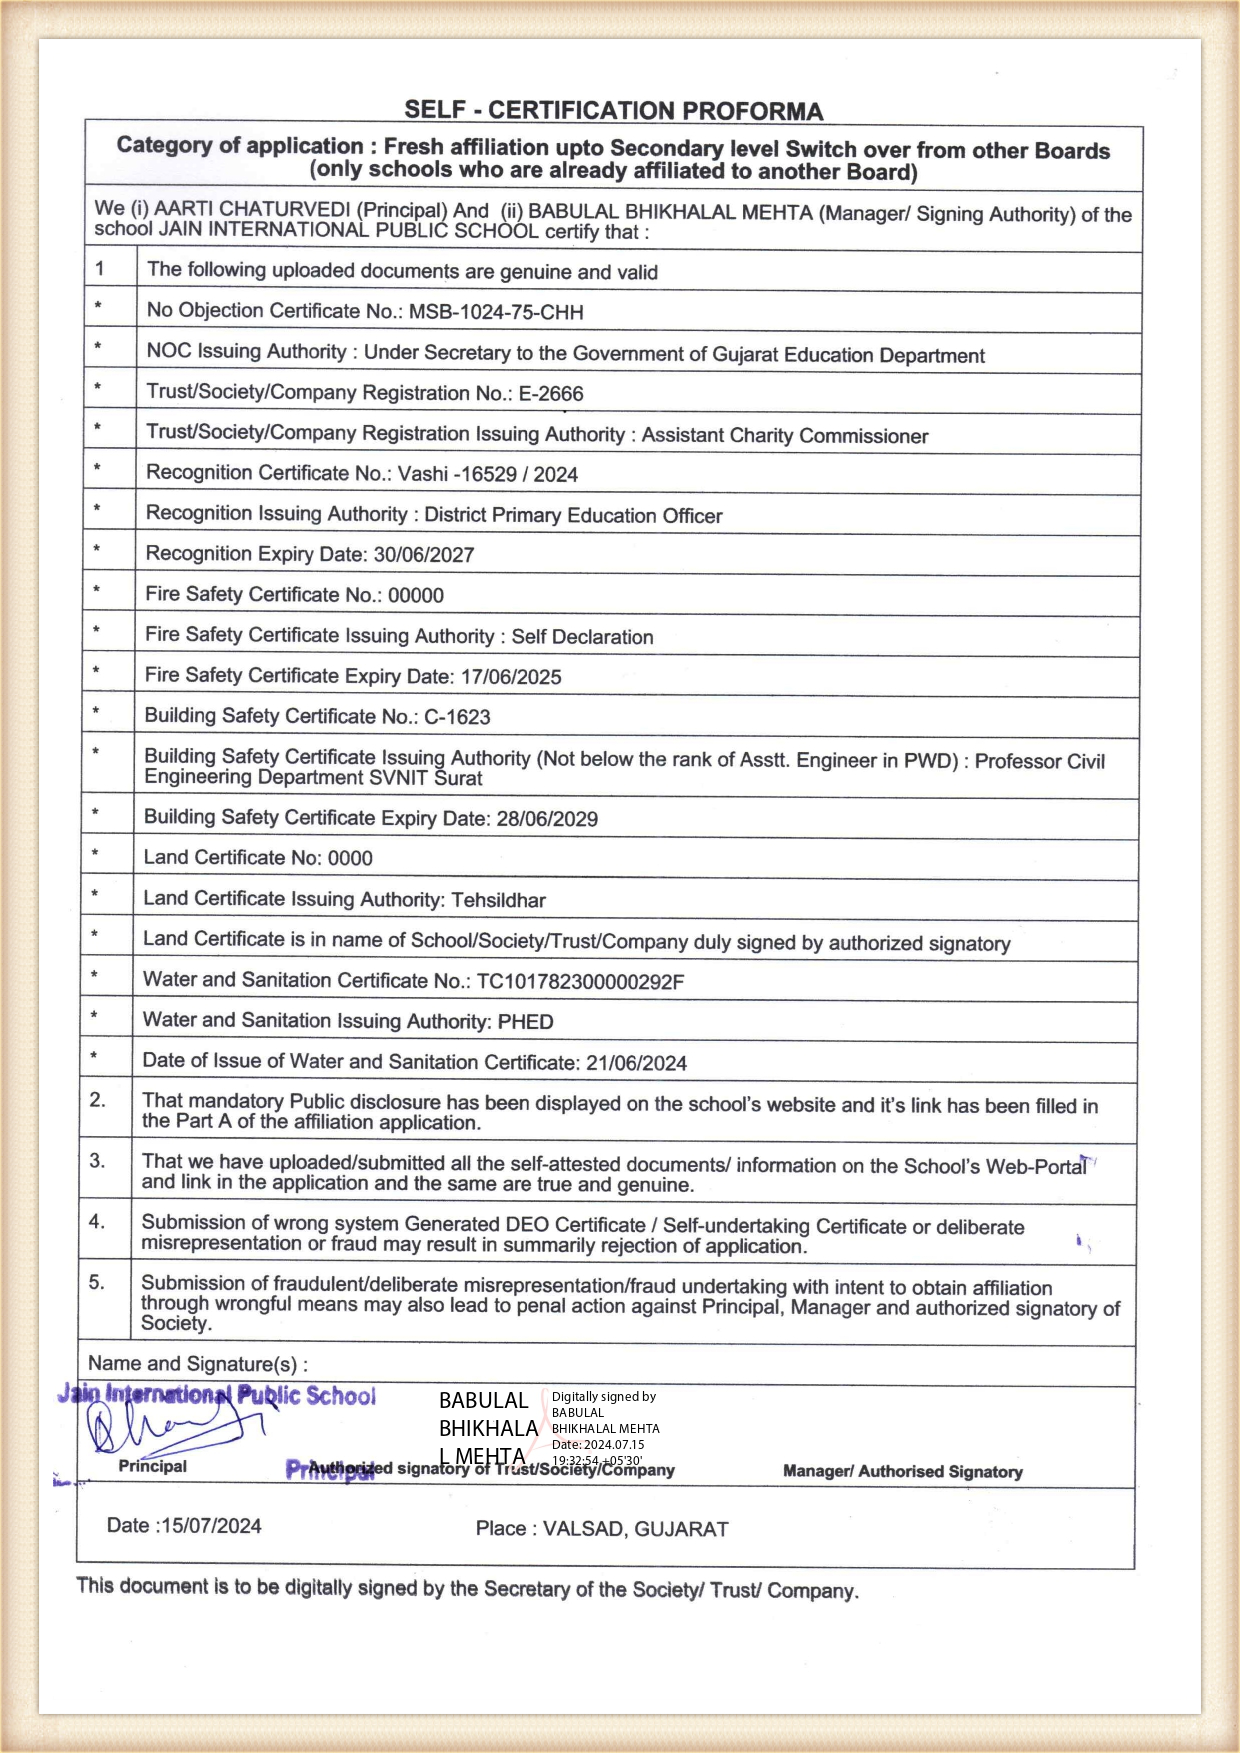 SELF - CERTIFICATION PROFORMA
Category of application : Fresh affiliation upto Secondary level Switch over from other Boards
(only schools who are already affiliated to another Board)
We (i) AARTI CHATURVEDI (Principal) And (ii) BABULAL BHIKHALAL MEHTA (Manager/ Signing Authority) of the
school JAIN INTERNATIONAL PUBLIC SCHOOL certify that :
1 The following uploaded documents are genuine and valid
* No Objection Certificate No.: MSB-1024-75-CHH
* NOC Issuing Authority : Under Secretary to the Government of Gujarat Education Department
* Trust/Society/Company Registration No.: E-2666
* Trust/Society/Company Registration Issuing Authority : Assistant Charity Commissioner
* Recognition Certificate No.: Vashi -16529 / 2024
* Recognition Issuing Authority : District Primary Education Officer
* Recognition Expiry Date: 30/06/2027
* Fire Safety Certificate No.: 00000
* Fire Safety Certificate Issuing Authority : Self Declaration
* Fire Safety Certificate Expiry Date: 17/06/2025
* Building Safety Certificate No.: C-1623
* Building Safety Certificate Issuing Authority (Not below the rank of Asstt. Engineer in PWD) : Professor Civil
Engineering Department SVNIT Surat
* Building Safety Certificate Expiry Date: 28/06/2029
* Land Certificate No: 0000
* Land Certificate Issuing Authority: Tehsildhar
* Land Certificate is in name of School/Society/Trust/Company duly signed by authorized signatory
* Water and Sanitation Certificate No.: TC101782300000292F
* Water and Sanitation Issuing Authority: PHED
* Date of Issue of Water and Sanitation Certificate: 21/06/2024
2. That mandatory Public disclosure has been displayed on the school's website and it's link has been filled in
the Part A of the affiliation application.
3. That we have uploaded/submitted all the self-attested documents/ information on the School's Web-Portal
and link in the application and the same are true and genuine.
4. Submission of wrong system Generated DEO Certificate / Self-undertaking Certificate or deliberate
misrepresentation or fraud may result in summarily rejection of application.
5. Submission of fraudulent/deliberate misrepresentation/fraud undertaking with intent to obtain affiliation
through wrongful means may also lead to penal action against Principal, Manager and authorized signatory of
Society.
Name and Signature(s) :
Jain International Public School
BABULAL
BHIKHALA
L MEHTA
Digitally signed by
BABULAL
BHIKHALAL MEHTA
Date: 2024.07.15
19:32:54 +05'30'
Principal
Principal
Authorized signatory of Trust/Society/Company
Manager/ Authorised Signatory
Date :15/07/2024
Place : VALSAD, GUJARAT
This document is to be digitally signed by the Secretary of the Society/ Trust/ Company.